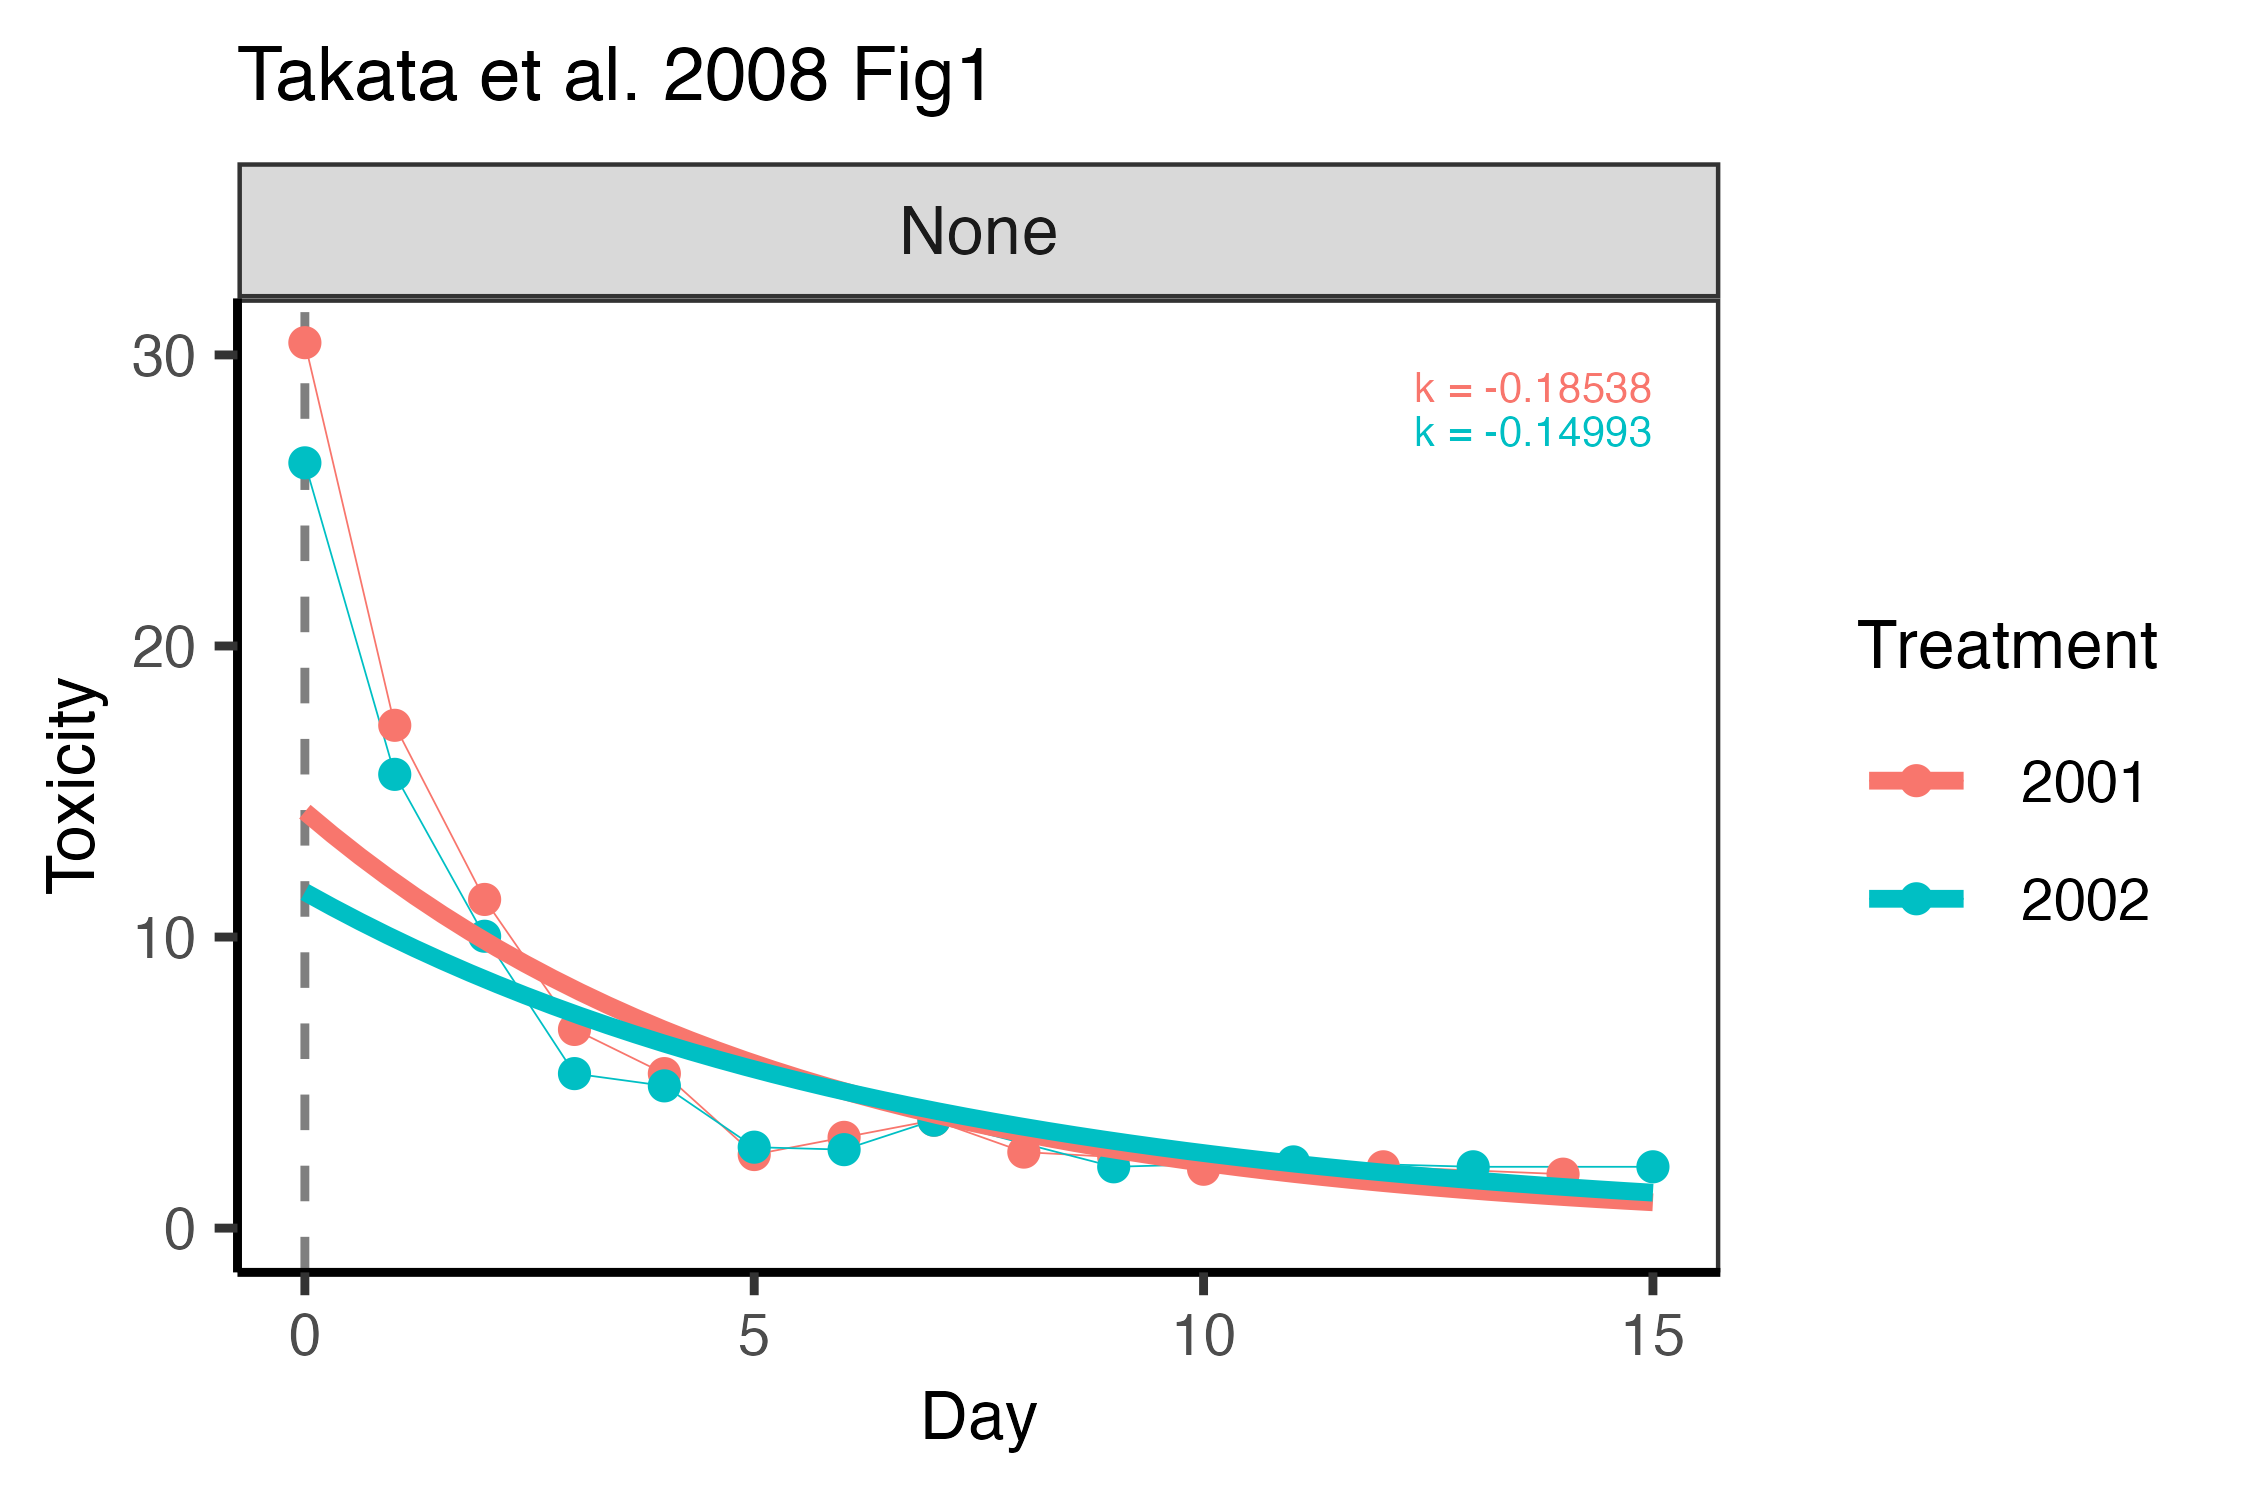 Takata et al. 2008 Fig1
None
k = -0.18538
k = -0.14993
30
20
10
0
Toxicity
0 5 10 15
Day
Treatment
2001
2002